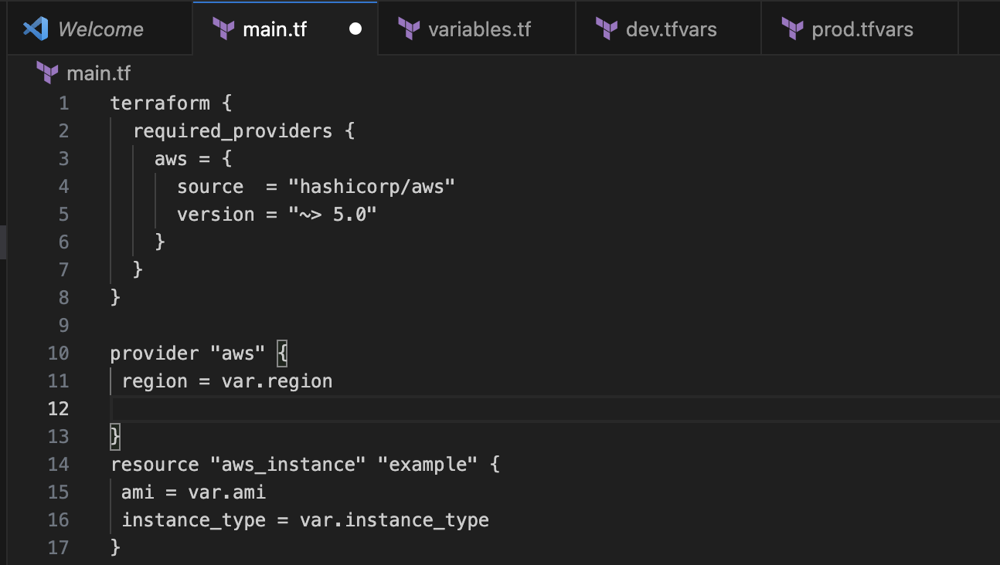 Welcome main.tf variables.tf dev.tfvars prod.tfvars
main.tf
1 terraform {
2   required_providers {
3     aws = {
4       source  = "hashicorp/aws"
5       version = "~> 5.0"
6     }
7   }
8 }
9
10 provider "aws" {
11  region = var.region
12
13 }
14 resource "aws_instance" "example" {
15  ami = var.ami
16  instance_type = var.instance_type
17 }